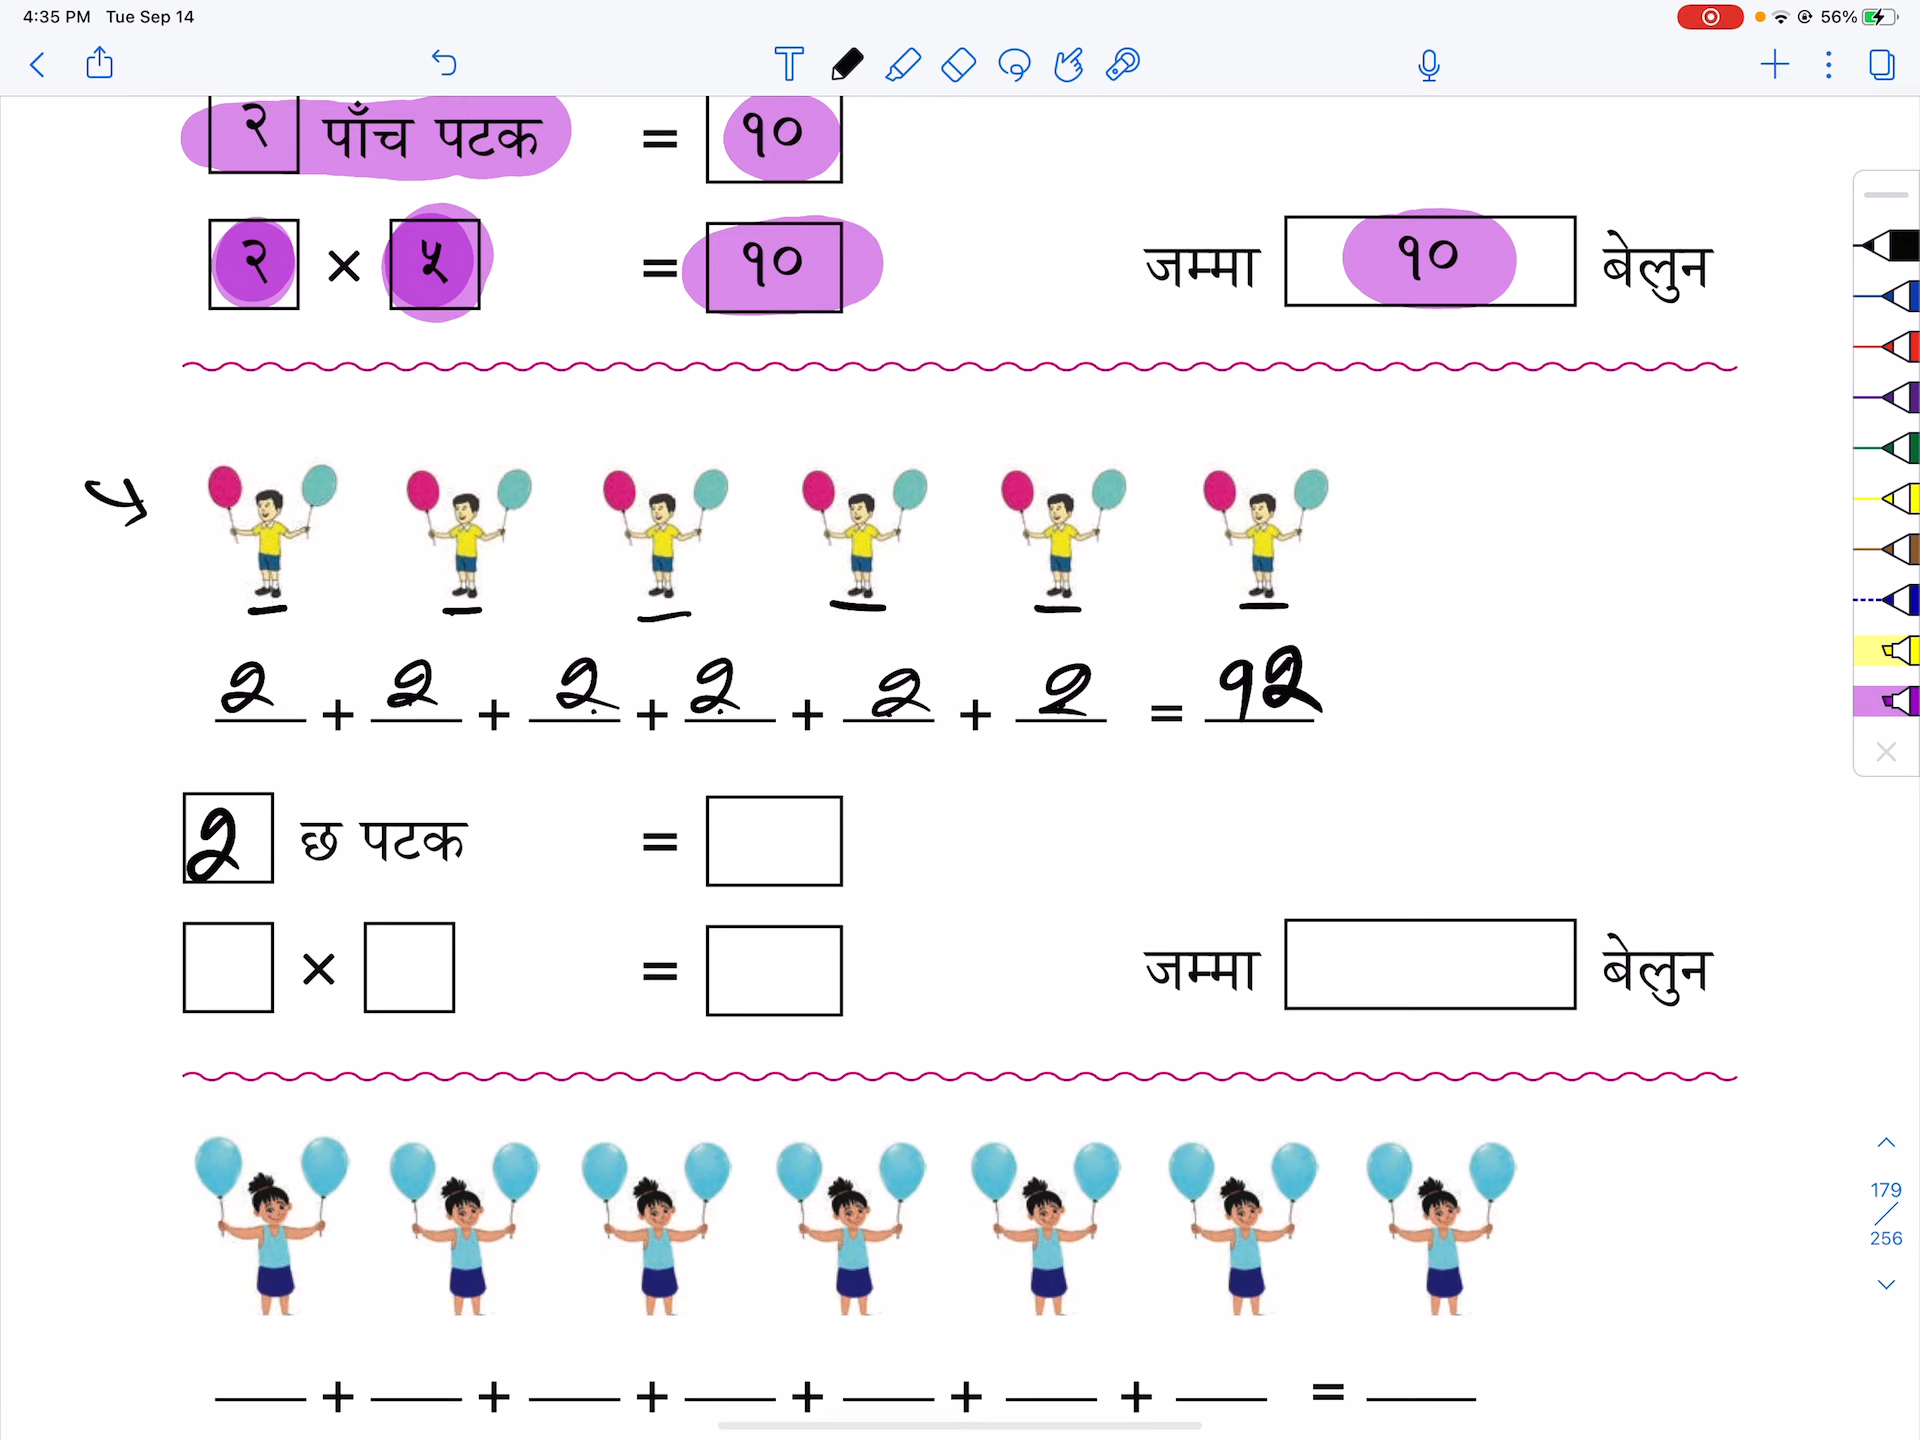 4:35 PM Tue Sep 14 56%
२ पाँच पटक = १०
२ × ५ = १० जम्मा १० बेलुन
२ + २ + २ + २ + २ + २ = १२
२ छ पटक =
× = जम्मा बेलुन
179
256
+ + + + + + =